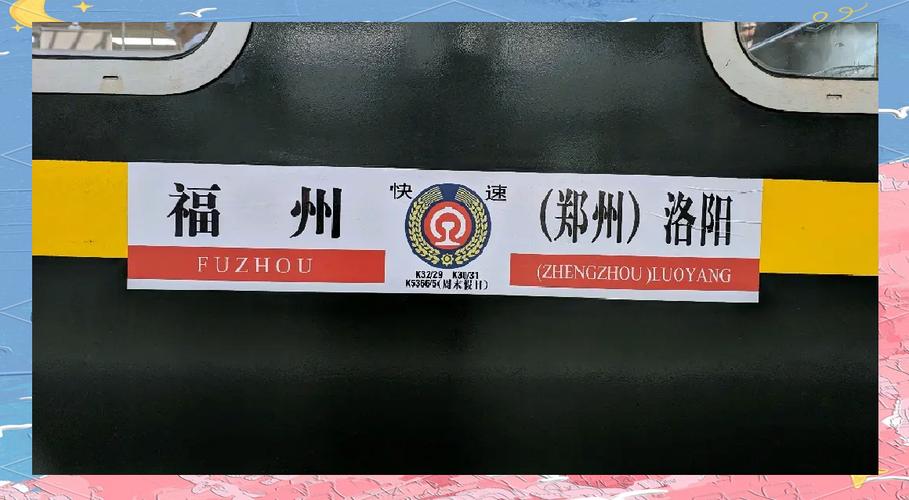 福州
FUZHOU
快速
K32/29 K30/31
K5366/5(周末假日)
(郑州)洛阳
(ZHENGZHOU)LUOYANG